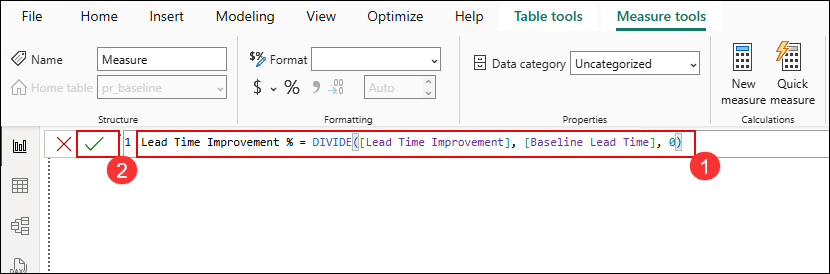 File Home Insert Modeling View Optimize Help Table tools Measure tools
Name Measure
Home table pr_baseline
Structure
$% Format
$ % , .00 Auto
Formatting
Data category Uncategorized
Properties
New measure
Quick measure
Calculations
1 Lead Time Improvement % = DIVIDE([Lead Time Improvement], [Baseline Lead Time], 0)
2
1
DAX